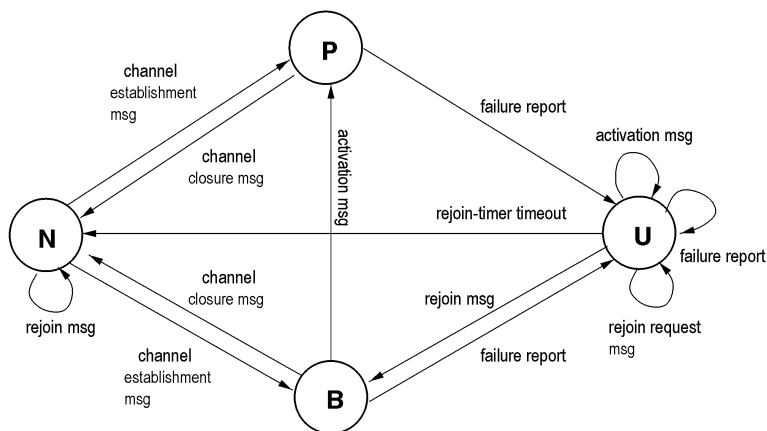 P
channel
establishment
msg
failure report
activation msg
activation msg
channel
closure msg
rejoin-timer timeout
N
U
failure report
channel
closure msg
rejoin msg
rejoin msg
rejoin request
msg
channel
establishment
msg
failure report
B